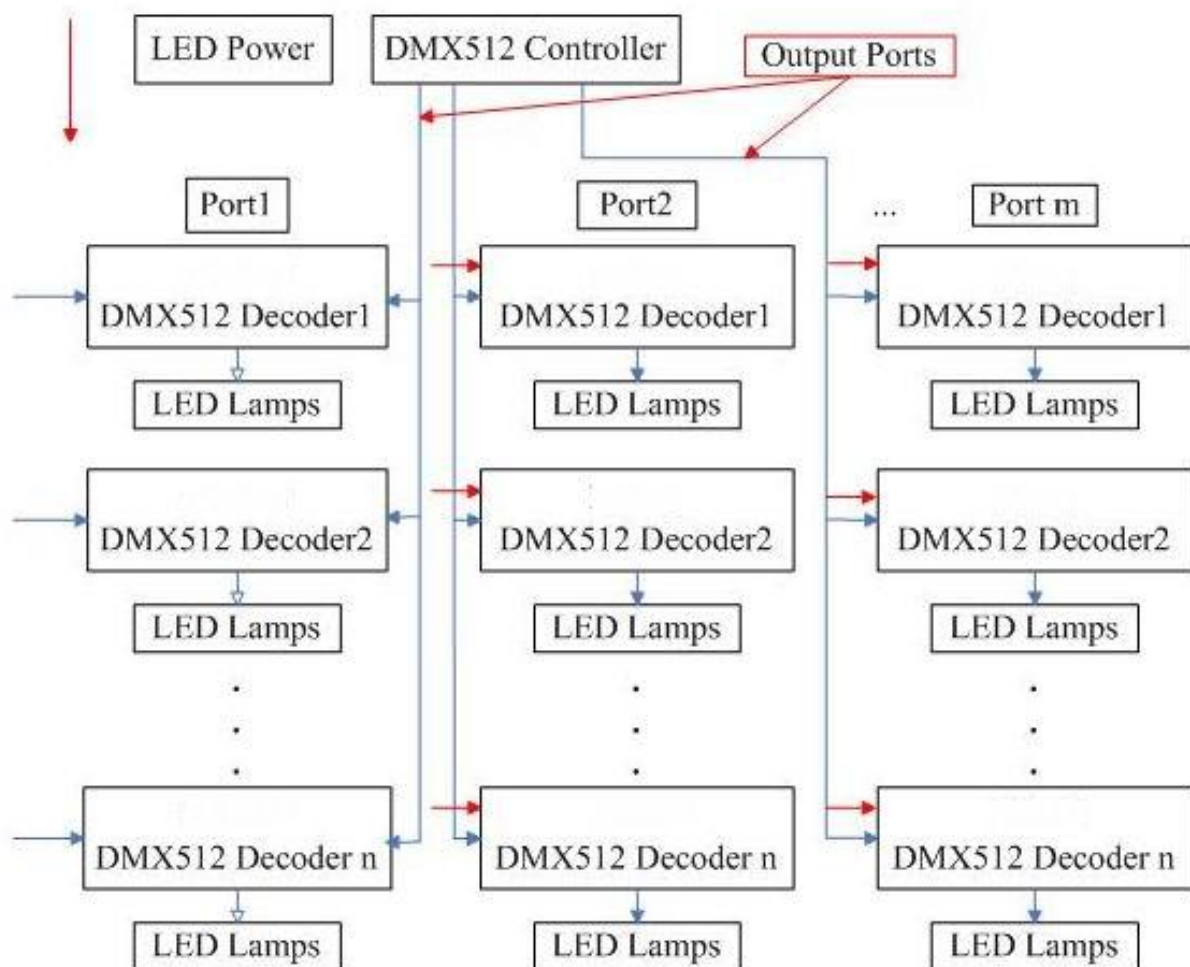 LED Power
DMX512 Controller
Output Ports
Port1
Port2
...
Port m
DMX512 Decoder1
DMX512 Decoder1
DMX512 Decoder1
LED Lamps
LED Lamps
LED Lamps
DMX512 Decoder2
DMX512 Decoder2
DMX512 Decoder2
LED Lamps
LED Lamps
LED Lamps
DMX512 Decoder n
DMX512 Decoder n
DMX512 Decoder n
LED Lamps
LED Lamps
LED Lamps